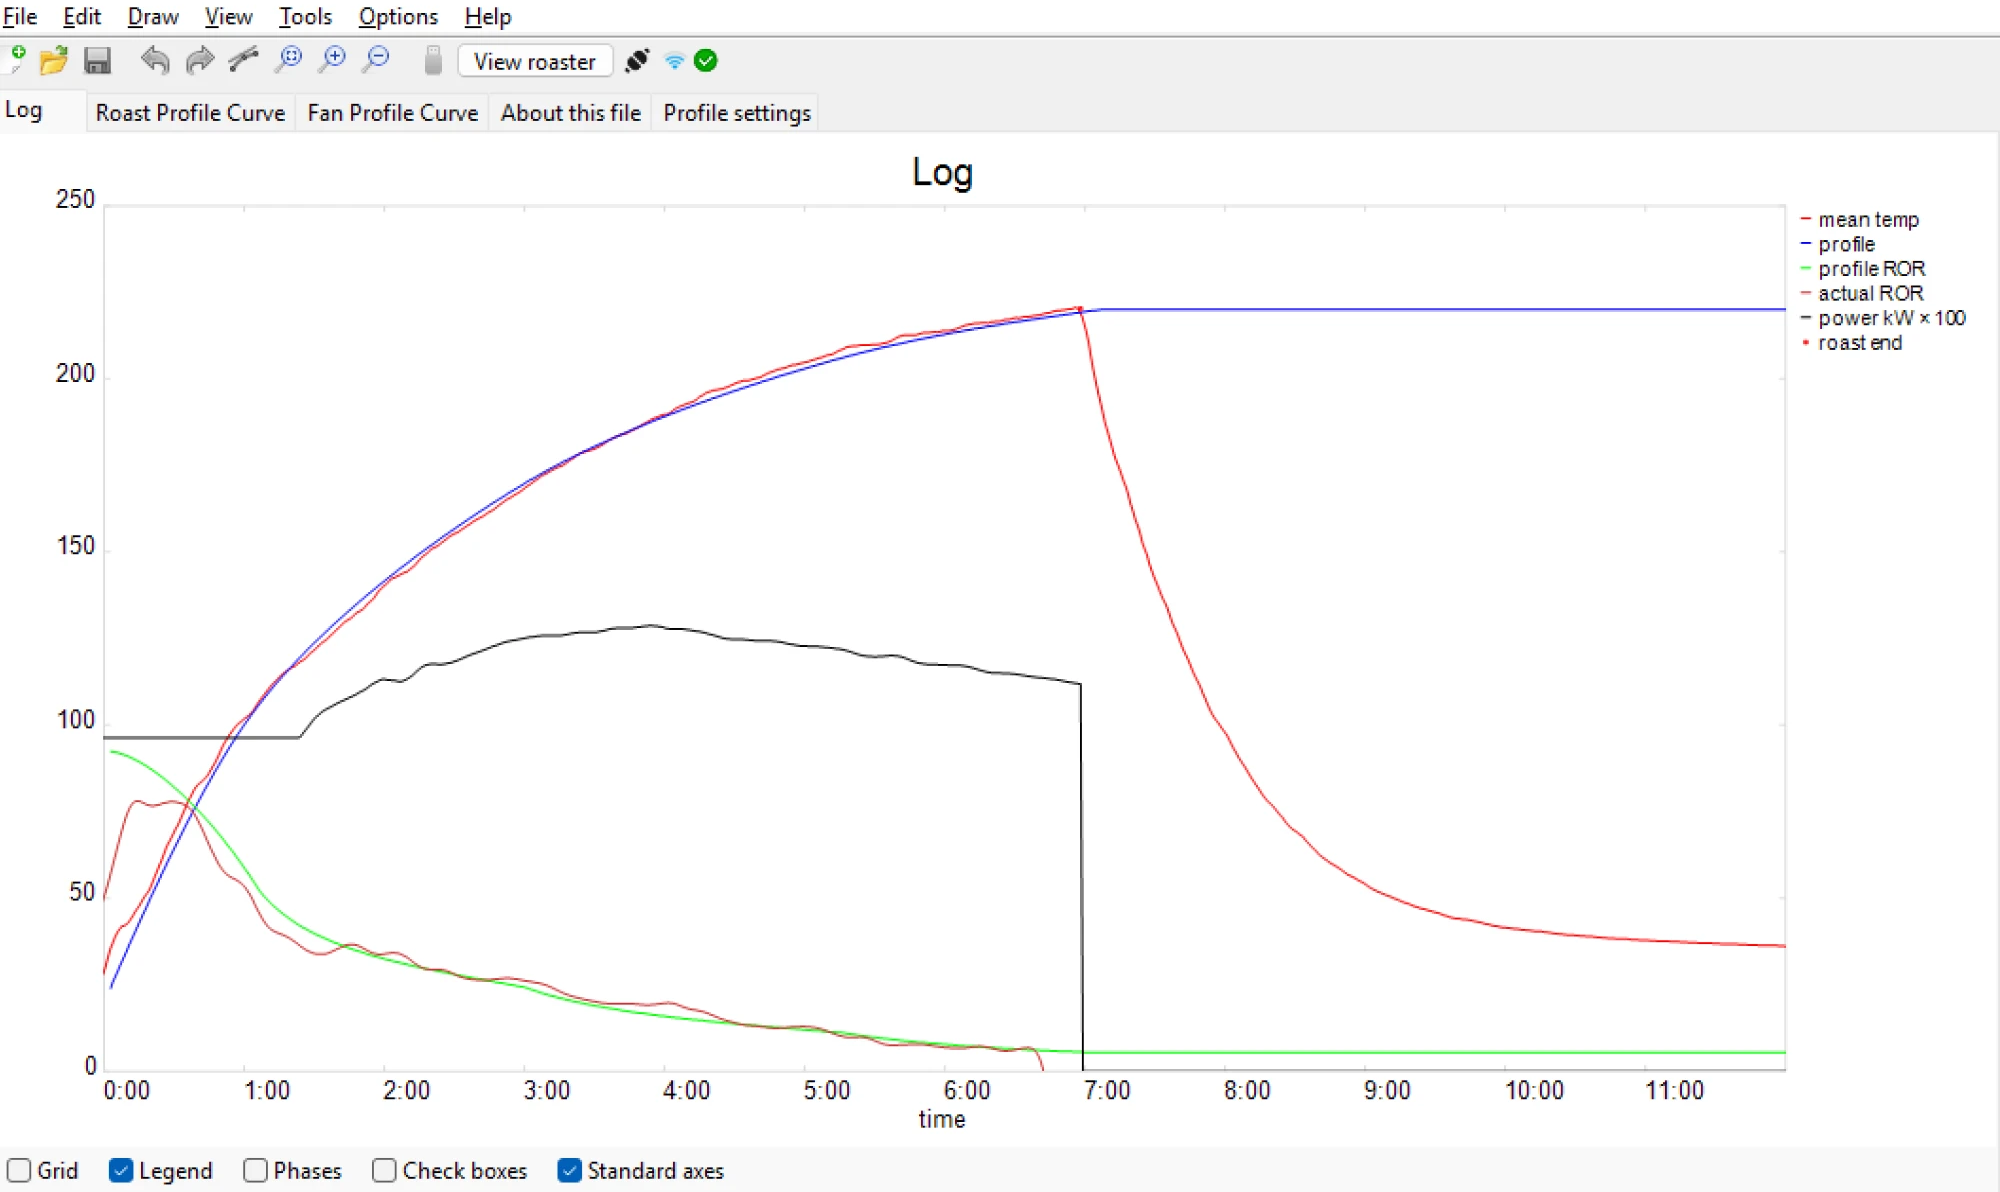 File Edit Draw View Tools Options Help
View roaster
Log Roast Profile Curve Fan Profile Curve About this file Profile settings
Log
250
200
150
100
50
0
0:00 1:00 2:00 3:00 4:00 5:00 6:00 7:00 8:00 9:00 10:00 11:00
time
mean temp
profile
profile ROR
actual ROR
power kW × 100
roast end
Grid Legend Phases Check boxes Standard axes